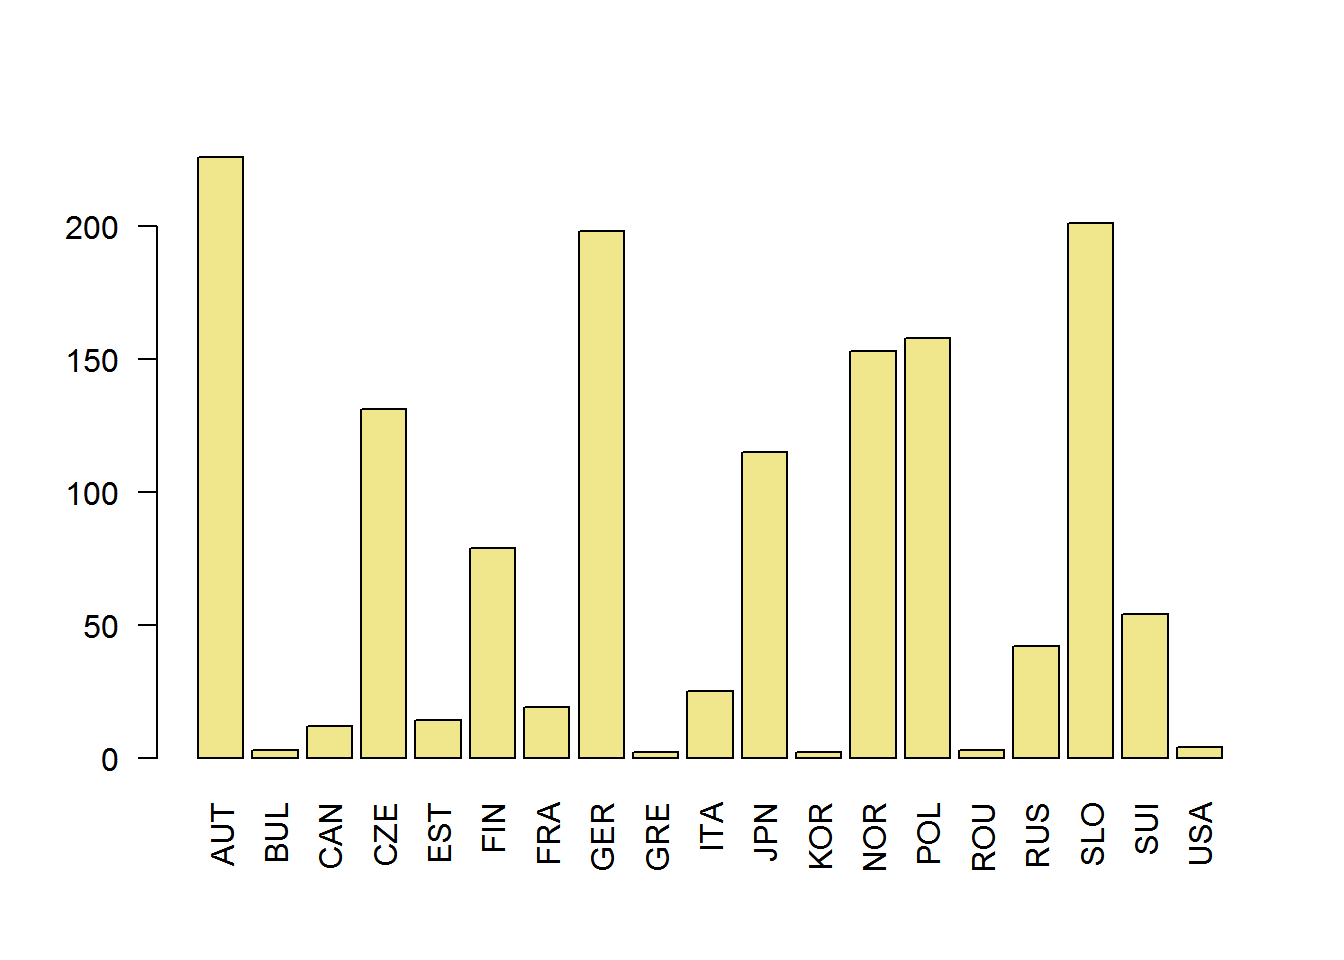 200
150
100
50
0
AUT
BUL
CAN
CZE
EST
FIN
FRA
GER
GRE
ITA
JPN
KOR
NOR
POL
ROU
RUS
SLO
SUI
USA